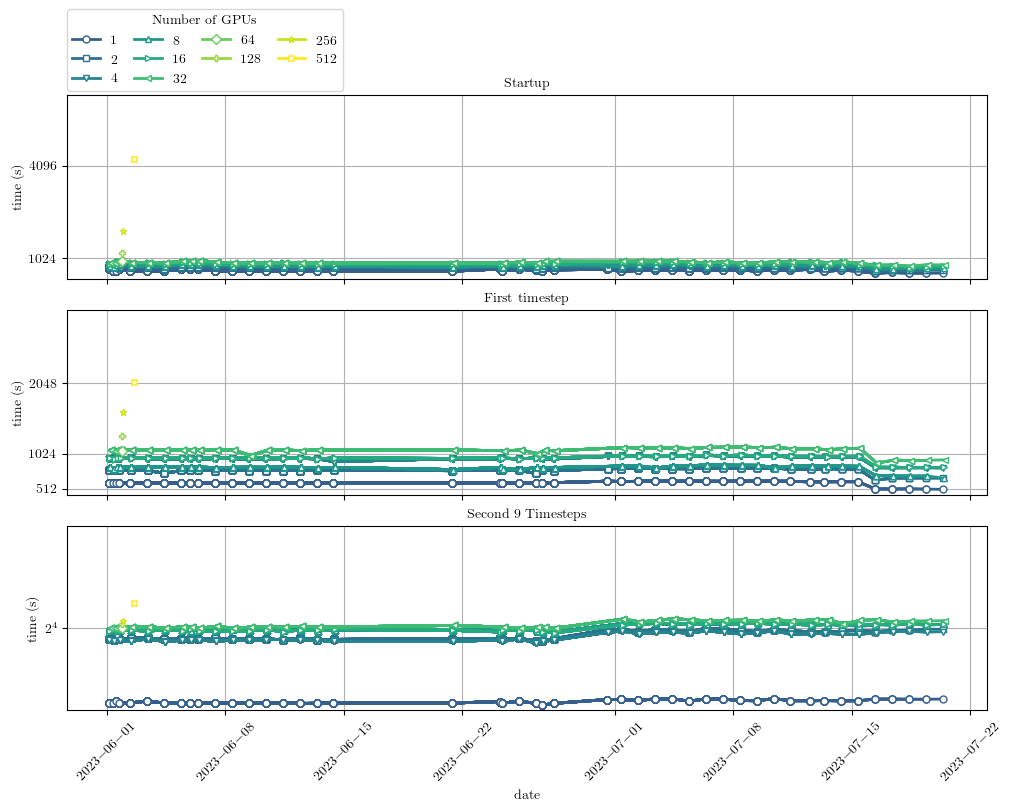 Number of GPUs
1 8 64 256
2 16 128 512
4 32
Startup
time (s)
4096
1024
First timestep
time (s)
2048
1024
512
Second 9 Timesteps
time (s)
2⁴
2023−06−01 2023−06−08 2023−06−15 2023−06−22 2023−07−01 2023−07−08 2023−07−15 2023−07−22
date